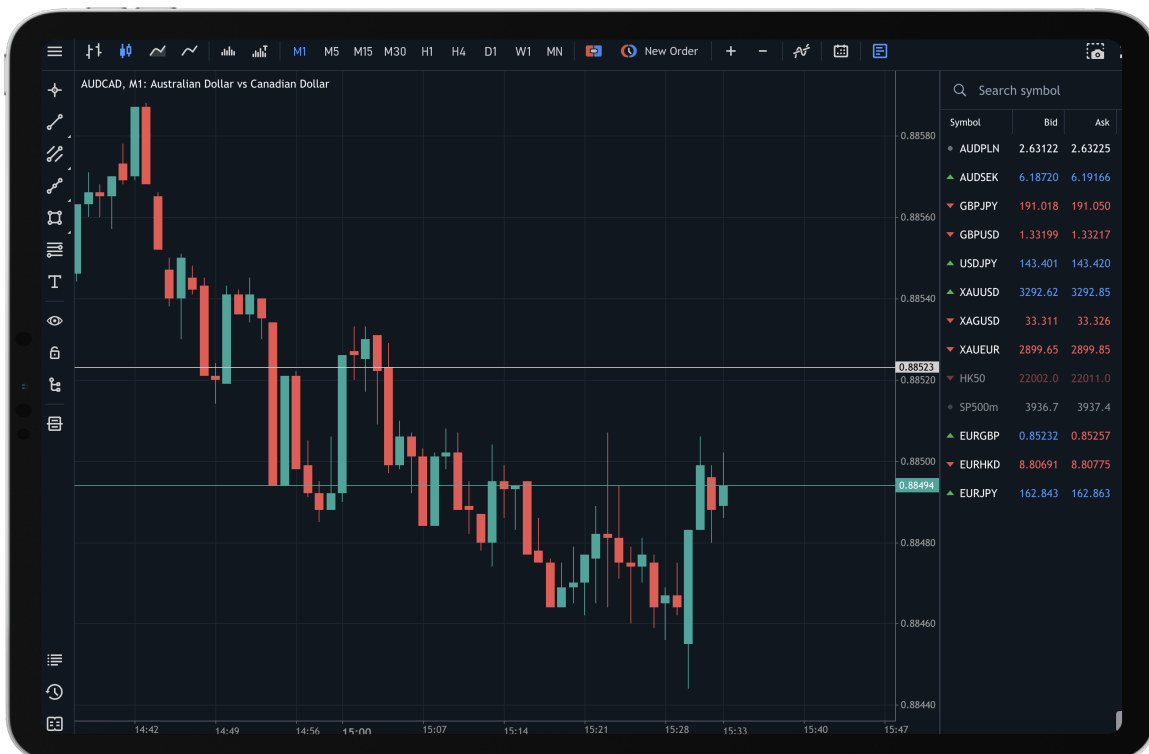 M1 M5 M15 M30 H1 H4 D1 W1 MN New Order
AUDCAD, M1: Australian Dollar vs Canadian Dollar
0.88580
0.88560
0.88540
0.88523
0.88520
0.88500
0.88494
0.88480
0.88460
0.88440
14:42 14:49 14:56 15:00 15:07 15:14 15:21 15:28 15:33 15:40 15:47
Search symbol
Symbol Bid Ask
AUDPLN 2.63122 2.63225
AUDSEK 6.18720 6.19166
GBPJPY 191.018 191.050
GBPUSD 1.33199 1.33217
USDJPY 143.401 143.420
XAUUSD 3292.62 3292.85
XAGUSD 33.311 33.326
XAUEUR 2899.65 2899.85
HK50 22002.0 22011.0
SP500m 3936.7 3937.4
EURGBP 0.85232 0.85257
EURHKD 8.80691 8.80775
EURJPY 162.843 162.863